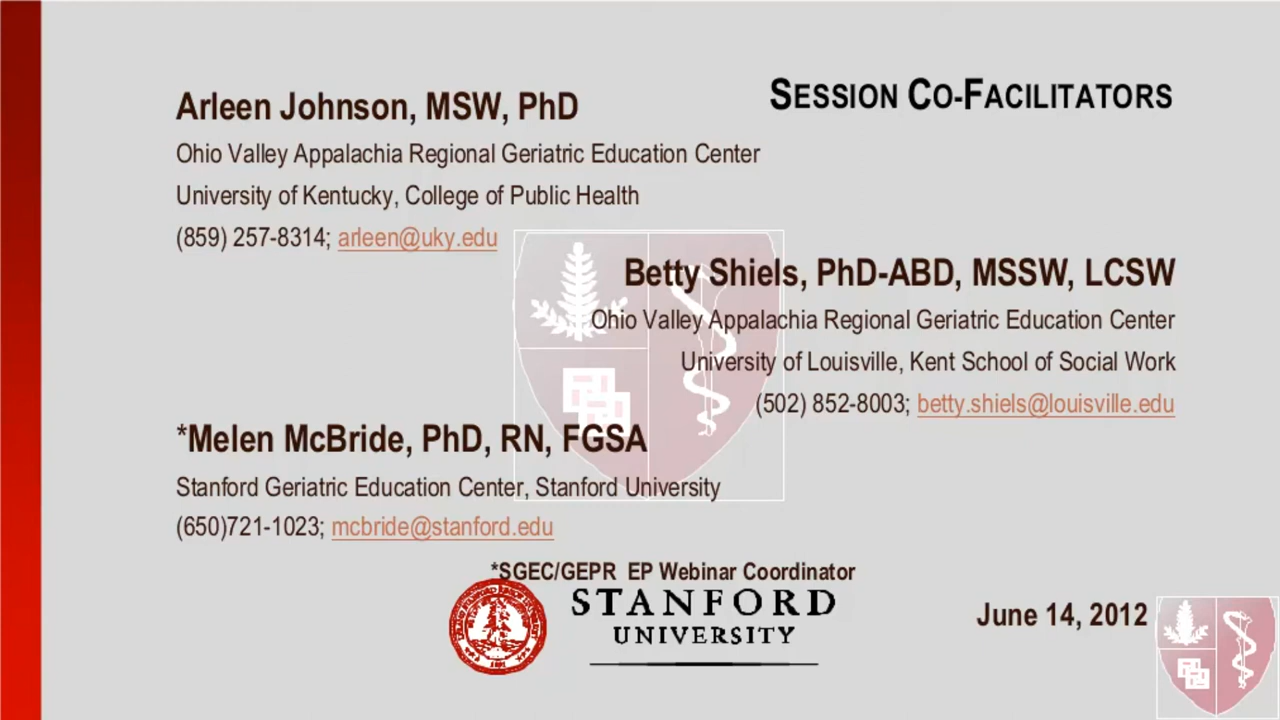 SESSION CO-FACILITATORS
Arleen Johnson, MSW, PhD
Ohio Valley Appalachia Regional Geriatric Education Center
University of Kentucky, College of Public Health
(859) 257-8314; arleen@uky.edu
Betty Shiels, PhD-ABD, MSSW, LCSW
Ohio Valley Appalachia Regional Geriatric Education Center
University of Louisville, Kent School of Social Work
(502) 852-8003; betty.shiels@louisville.edu
*Melen McBride, PhD, RN, FGSA
Stanford Geriatric Education Center, Stanford University
(650)721-1023; mcbride@stanford.edu
*SGEC/GEPR EP Webinar Coordinator
STANFORD
UNIVERSITY
June 14, 2012